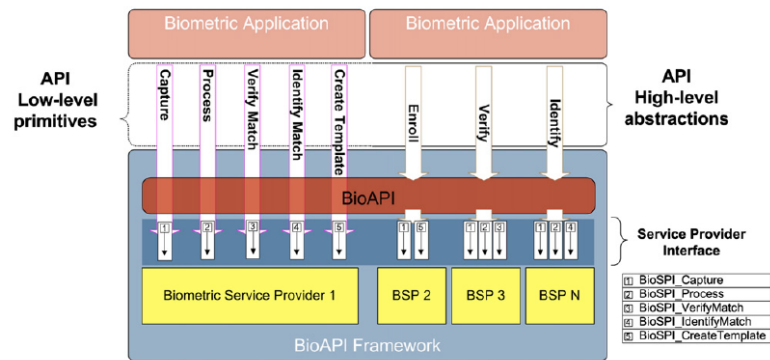 Biometric Application
Biometric Application
API
Low-level
primitives
Capture
Process
Verify Match
Identify Match
Create Template
Enroll
Verify
Identify
API
High-level
abstractions
BioAPI
1
2
3
4
5
1 5
1 2 3
1 2 4
Service Provider
Interface
Biometric Service Provider 1
BSP 2
BSP 3
BSP N
BioAPI Framework
1 BioSPI_Capture
2 BioSPI_Process
3 BioSPI_VerifyMatch
4 BioSPI_IdentifyMatch
5 BioSPI_CreateTemplate